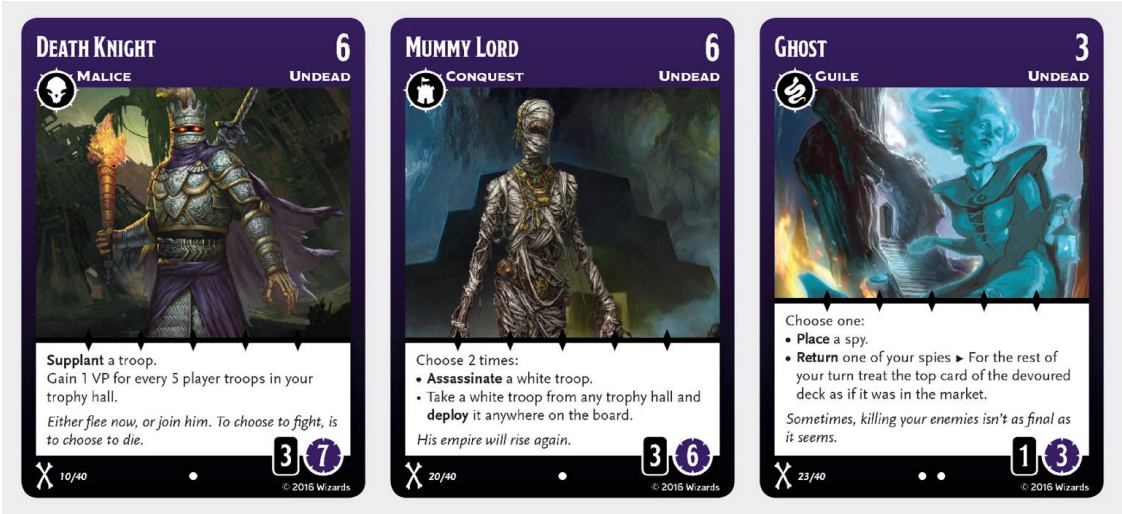 DEATH KNIGHT 6
MALICE UNDEAD
Supplant a troop.
Gain 1 VP for every 5 player troops in your
trophy hall.
Either flee now, or join him. To choose to fight, is
to choose to die.
3 7
10/40
© 2016 Wizards
MUMMY LORD 6
CONQUEST UNDEAD
Choose 2 times:
• Assassinate a white troop.
• Take a white troop from any trophy hall and
deploy it anywhere on the board.
His empire will rise again.
3 6
20/40
© 2016 Wizards
GHOST 3
GUILE UNDEAD
Choose one:
• Place a spy.
• Return one of your spies ▸ For the rest of
your turn treat the top card of the devoured
deck as if it was in the market.
Sometimes, killing your enemies isn't as final as
it seems.
1 3
23/40
© 2016 Wizards